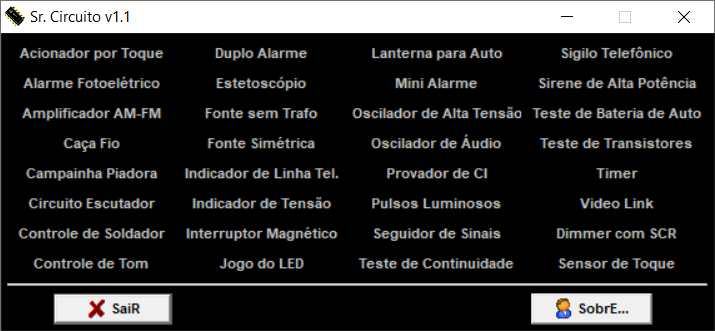 Sr. Circuito v1.1
Acionador por Toque Duplo Alarme Lanterna para Auto Sigilo Telefônico
Alarme Fotoelétrico Estetoscópio Mini Alarme Sirene de Alta Potência
Amplificador AM-FM Fonte sem Trafo Oscilador de Alta Tensão Teste de Bateria de Auto
Caça Fio Fonte Simétrica Oscilador de Áudio Teste de Transistores
Campainha Piadora Indicador de Linha Tel. Provador de CI Timer
Circuito Escutador Indicador de Tensão Pulsos Luminosos Video Link
Controle de Soldador Interruptor Magnético Seguidor de Sinais Dimmer com SCR
Controle de Tom Jogo do LED Teste de Continuidade Sensor de Toque
SaiR SobrE...